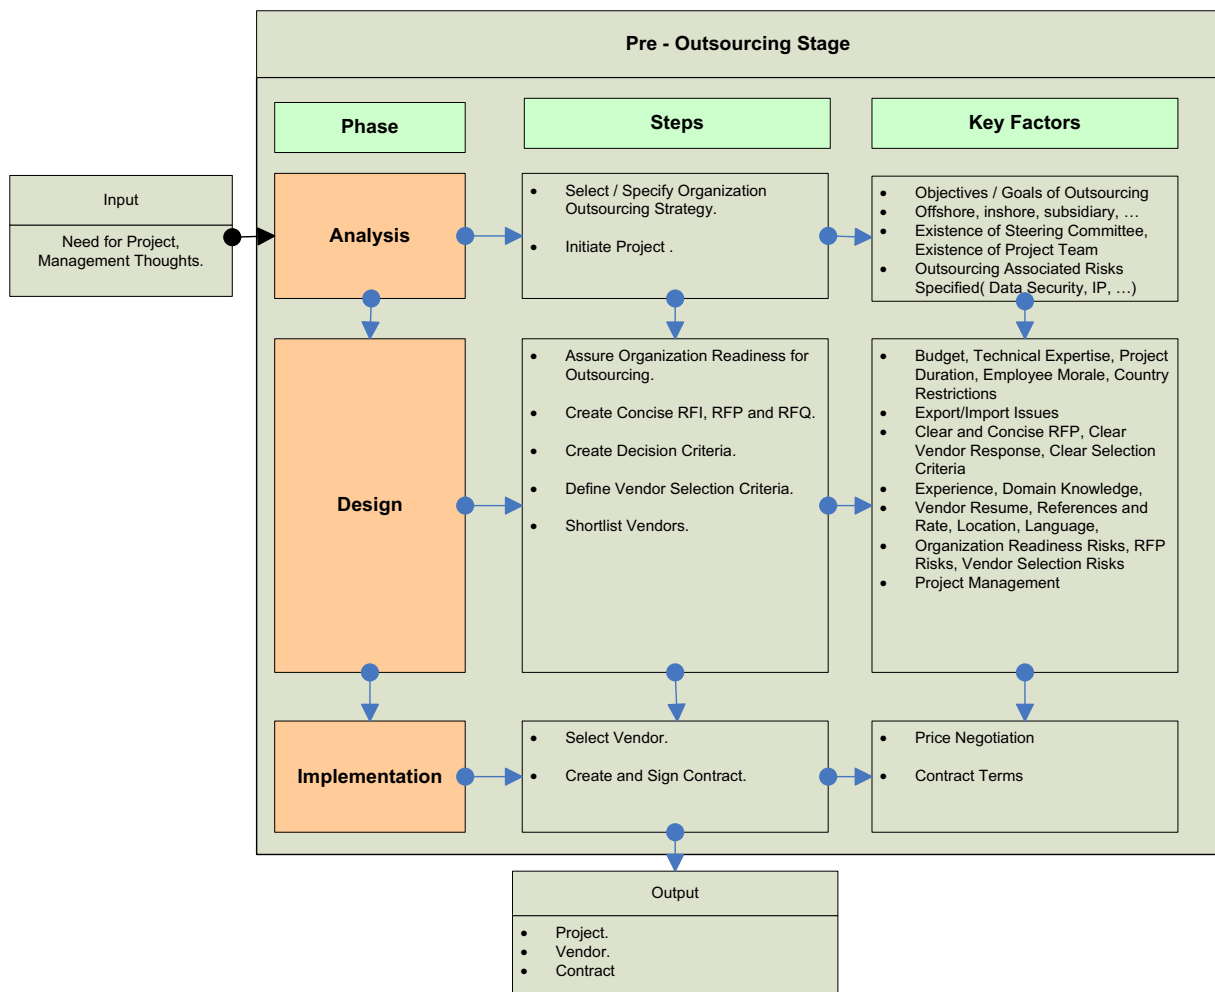 Pre - Outsourcing Stage
Phase
Steps
Key Factors
Input
Need for Project,
Management Thoughts.
Analysis
• Select / Specify Organization
Outsourcing Strategy.
• Initiate Project .
• Objectives / Goals of Outsourcing
• Offshore, inshore, subsidiary, …
• Existence of Steering Committee,
Existence of Project Team
• Outsourcing Associated Risks
Specified( Data Security, IP, …)
Design
• Assure Organization Readiness for
Outsourcing.
• Create Concise RFI, RFP and RFQ.
• Create Decision Criteria.
• Define Vendor Selection Criteria.
• Shortlist Vendors.
• Budget, Technical Expertise, Project
Duration, Employee Morale, Country
Restrictions
• Export/Import Issues
• Clear and Concise RFP, Clear
Vendor Response, Clear Selection
Criteria
• Experience, Domain Knowledge,
• Vendor Resume, References and
Rate, Location, Language,
• Organization Readiness Risks, RFP
Risks, Vendor Selection Risks
• Project Management
Implementation
• Select Vendor.
• Create and Sign Contract.
• Price Negotiation
• Contract Terms
Output
• Project.
• Vendor.
• Contract